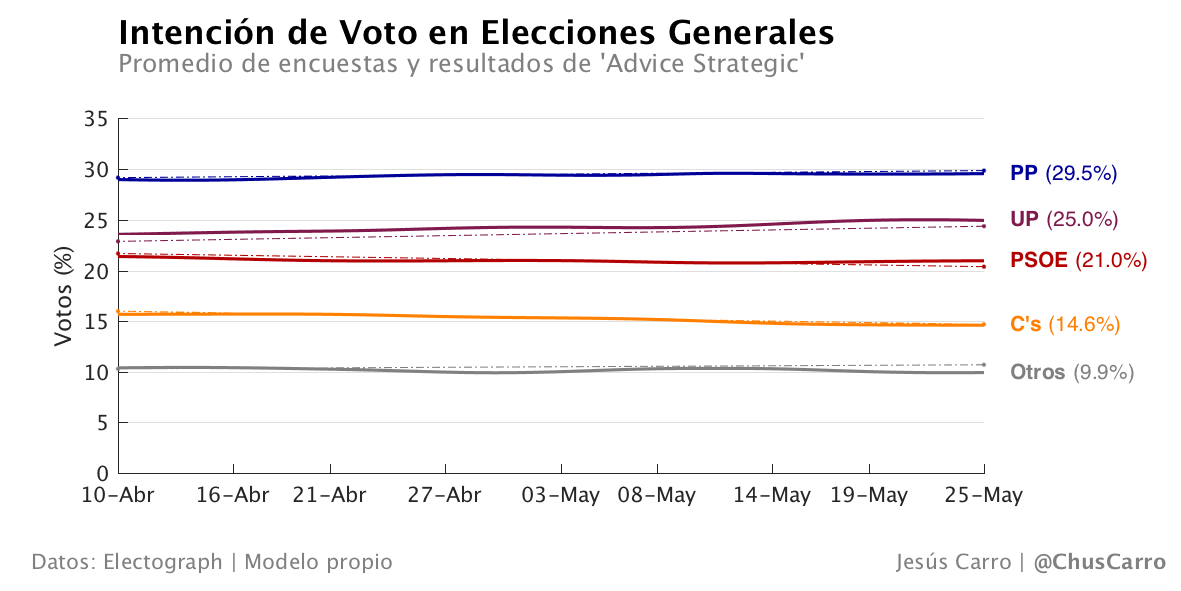 Intención de Voto en Elecciones Generales
Promedio de encuestas y resultados de 'Advice Strategic'
Votos (%)
35
30
25
20
15
10
5
0
10-Abr 16-Abr 21-Abr 27-Abr 03-May 08-May 14-May 19-May 25-May
PP (29.5%)
UP (25.0%)
PSOE (21.0%)
C's (14.6%)
Otros (9.9%)
Datos: Electograph | Modelo propio
Jesús Carro | @ChusCarro